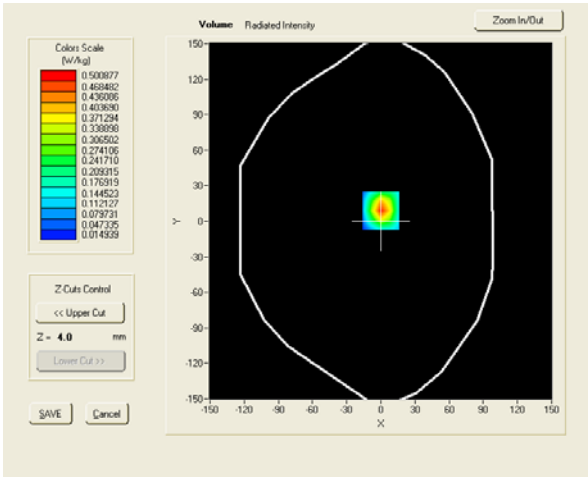 Volume Radiated Intensity
Zoom In/Out
Colors Scale
(W/kg)
0.500877
0.468482
0.436086
0.403690
0.371294
0.338898
0.306502
0.274106
0.241710
0.209315
0.176919
0.144523
0.112127
0.079731
0.047335
0.014939
Z-Cuts Control
<< Upper Cut
Z = 4.0 mm
Lower Cut >>
SAVE Cancel
150
120
90
60
30
0
-30
-60
-90
-120
-150
Y
-150 -120 -90 -60 -30 0 30 60 90 120 150
X